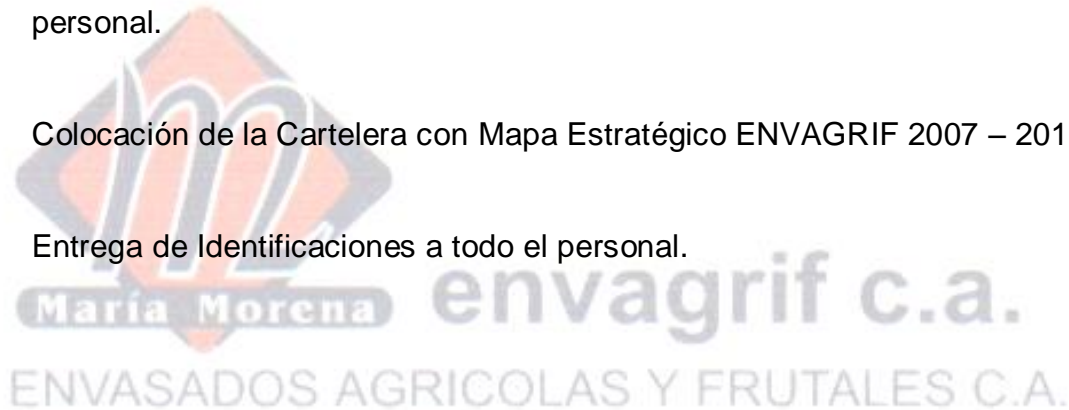 personal.
Colocación de la Cartelera con Mapa Estratégico ENVAGRIF 2007 – 201
Entrega de Identificaciones a todo el personal.
m
María Morena
envagrif c.a.
ENVASADOS AGRICOLAS Y FRUTALES C.A.